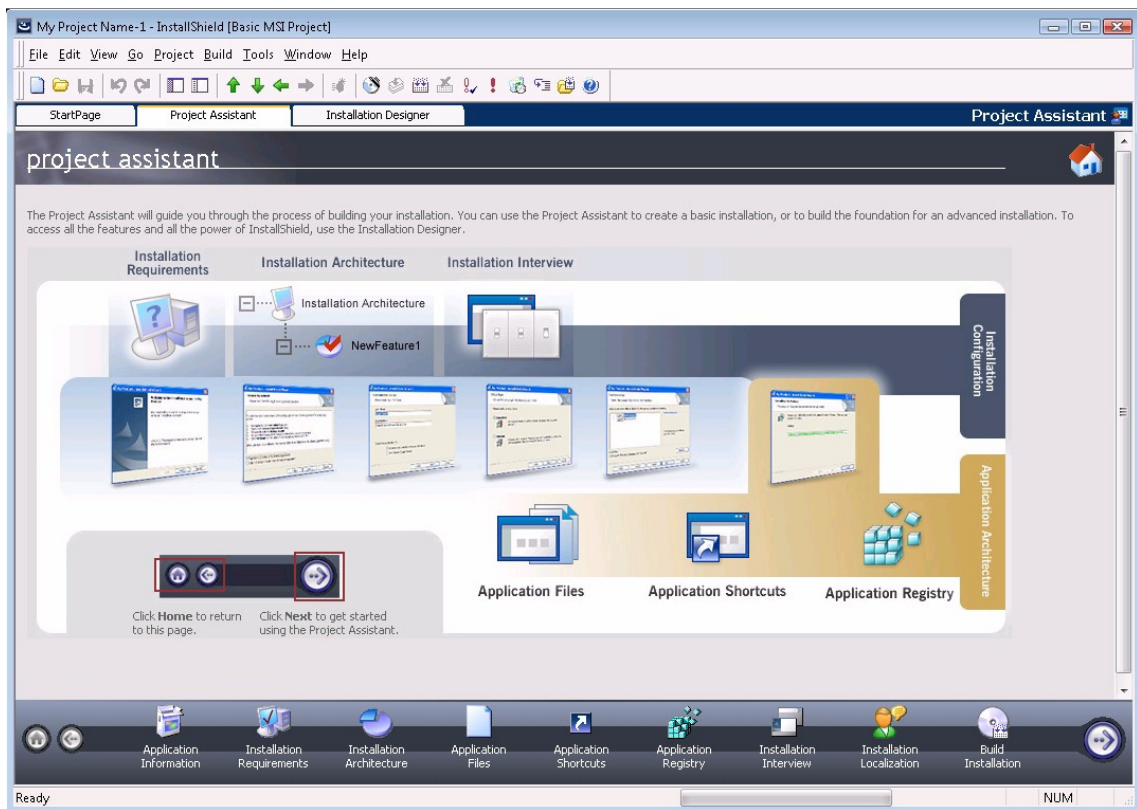 My Project Name-1 - InstallShield [Basic MSI Project]
File Edit View Go Project Build Tools Window Help
StartPage
Project Assistant
Installation Designer
Project Assistant
project assistant
The Project Assistant will guide you through the process of building your installation. You can use the Project Assistant to create a basic installation, or to build the foundation for an advanced installation. To
access all the features and all the power of InstallShield, use the Installation Designer.
Installation
Requirements
Installation Architecture
Installation Interview
Installation Architecture
NewFeature1
Installation
Configuration
Application Architecture
Application Files
Application Shortcuts
Application Registry
Click Home to return
to this page.
Click Next to get started
using the Project Assistant.
Application
Information
Installation
Requirements
Installation
Architecture
Application
Files
Application
Shortcuts
Application
Registry
Installation
Interview
Installation
Localization
Build
Installation
Ready
NUM